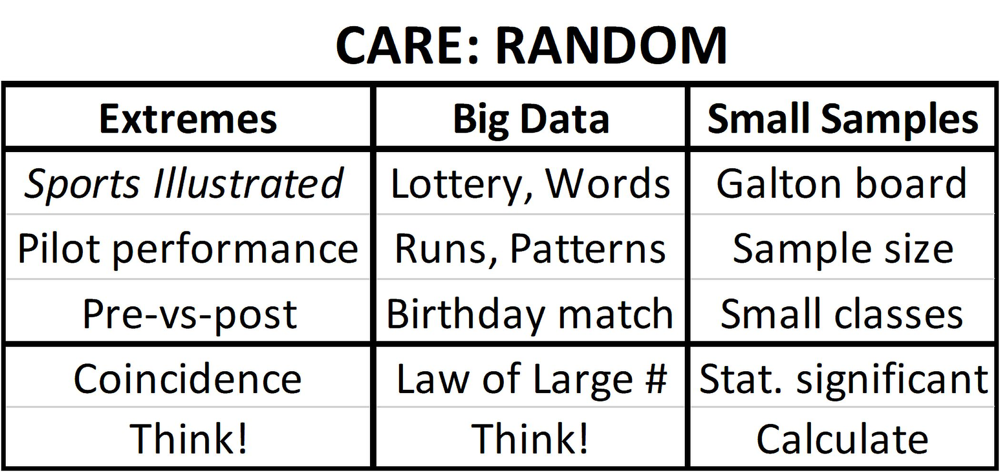 CARE: RANDOM
Extremes Big Data Small Samples
Sports Illustrated Lottery, Words Galton board
Pilot performance Runs, Patterns Sample size
Pre-vs-post Birthday match Small classes
Coincidence Law of Large # Stat. significant
Think! Think! Calculate